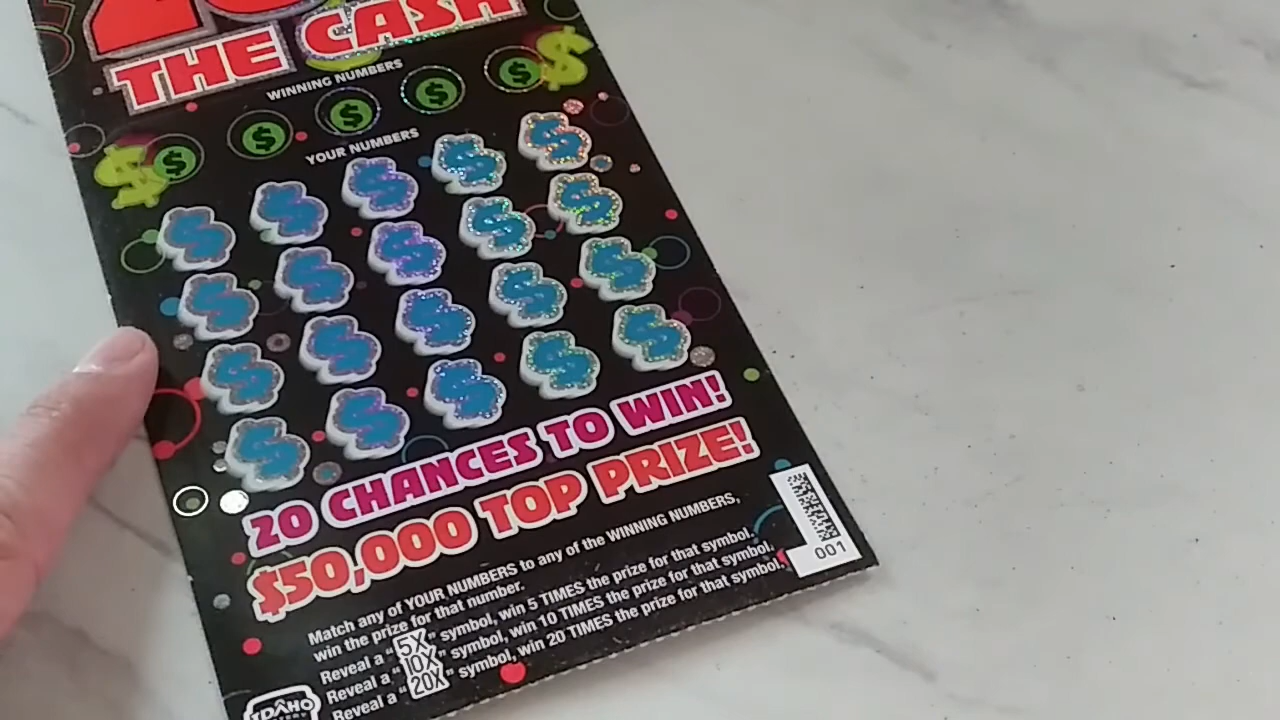 THE CASH
WINNING NUMBERS
YOUR NUMBERS
20 CHANCES TO WIN!
$50,000 TOP PRIZE!
Match any of YOUR NUMBERS to any of the WINNING NUMBERS,
win the prize for that number.
Reveal a "5X" symbol, win 5 TIMES the prize for that symbol.
Reveal a "10X" symbol, win 10 TIMES the prize for that symbol.
Reveal a "20X" symbol, win 20 TIMES the prize for that symbol.
001
IDAHO